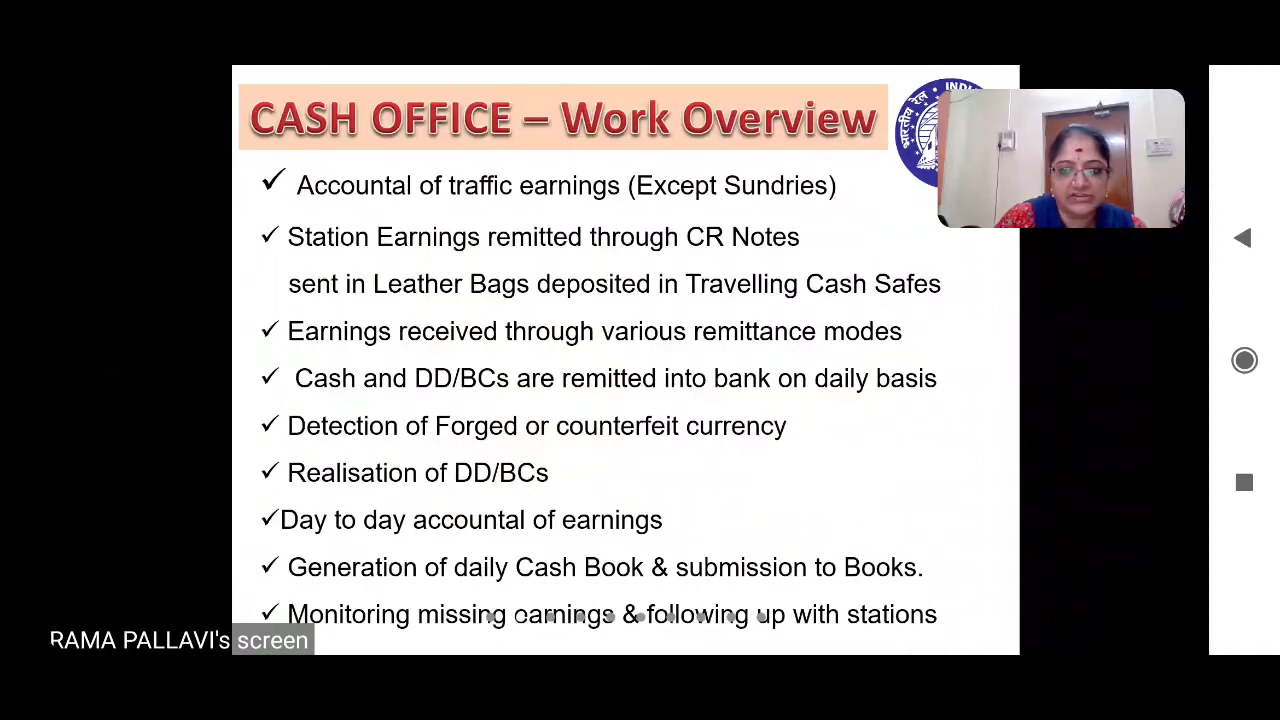 CASH OFFICE – Work Overview
भारतीय रेल
INDI
✓ Accountal of traffic earnings (Except Sundries)
✓ Station Earnings remitted through CR Notes
sent in Leather Bags deposited in Travelling Cash Safes
✓ Earnings received through various remittance modes
✓ Cash and DD/BCs are remitted into bank on daily basis
✓ Detection of Forged or counterfeit currency
✓ Realisation of DD/BCs
✓Day to day accountal of earnings
✓ Generation of daily Cash Book & submission to Books.
✓ Monitoring missing earnings & following up with stations
RAMA PALLAVI's screen